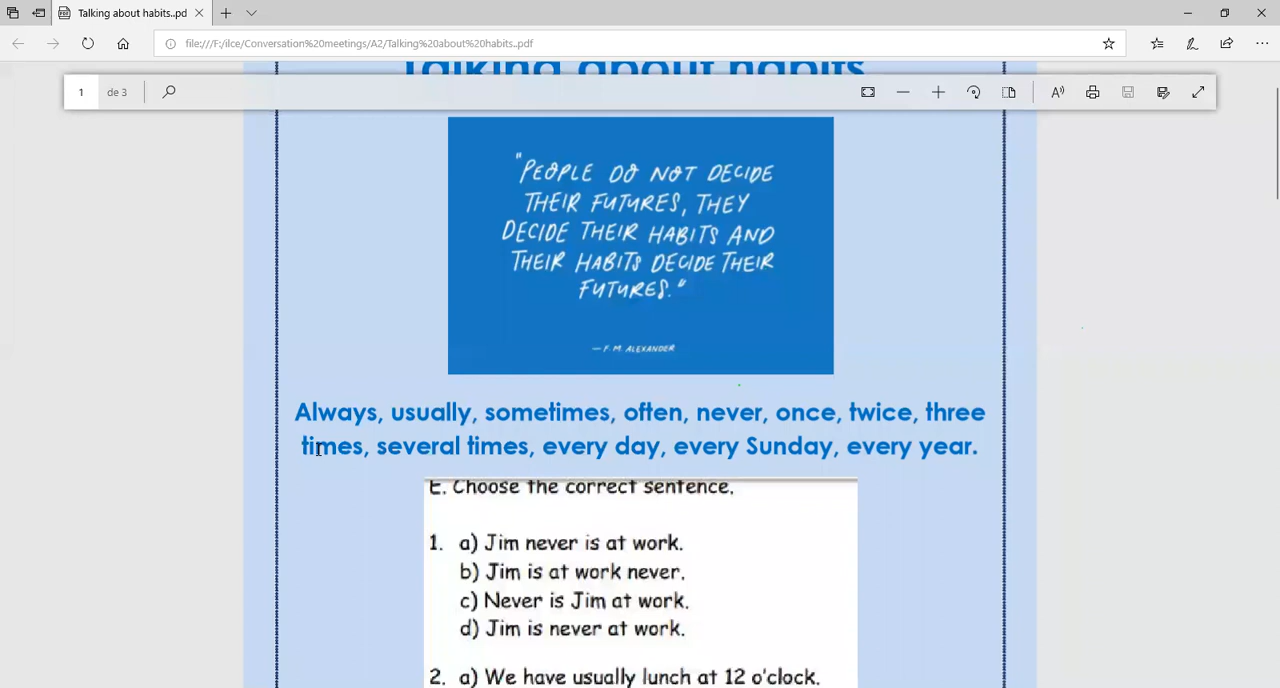 Talking about habits..pd
file:///F:/ilce/Conversation%20meetings/A2/Talking%20about%20habits..pdf
Talking about habits
1 de 3
"PEOPLE DO NOT DECIDE
THEIR FUTURES, THEY
DECIDE THEIR HABITS AND
THEIR HABITS DECIDE THEIR
FUTURES."
— F. M. ALEXANDER
Always, usually, sometimes, often, never, once, twice, three
times, several times, every day, every Sunday, every year.
E. Choose the correct sentence.
1. a) Jim never is at work.
b) Jim is at work never.
c) Never is Jim at work.
d) Jim is never at work.
2. a) We have usually lunch at 12 o'clock.